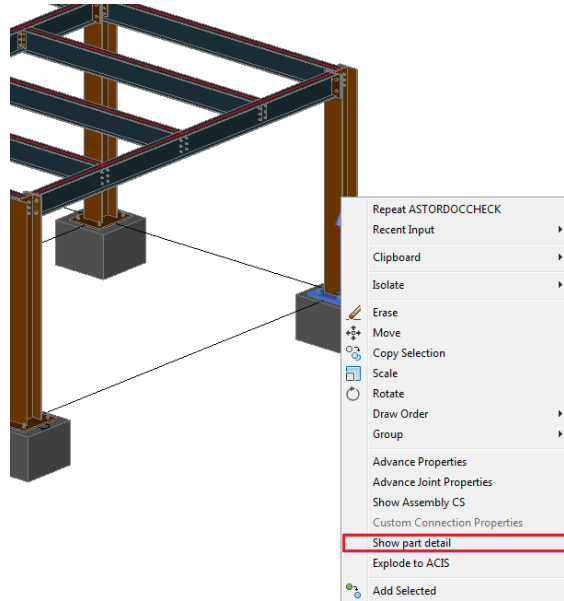 Repeat ASTORDOCCHECK
Recent Input
Clipboard
Isolate
Erase
Move
Copy Selection
Scale
Rotate
Draw Order
Group
Advance Properties
Advance Joint Properties
Show Assembly CS
Custom Connection Properties
Show part detail
Explode to ACIS
Add Selected